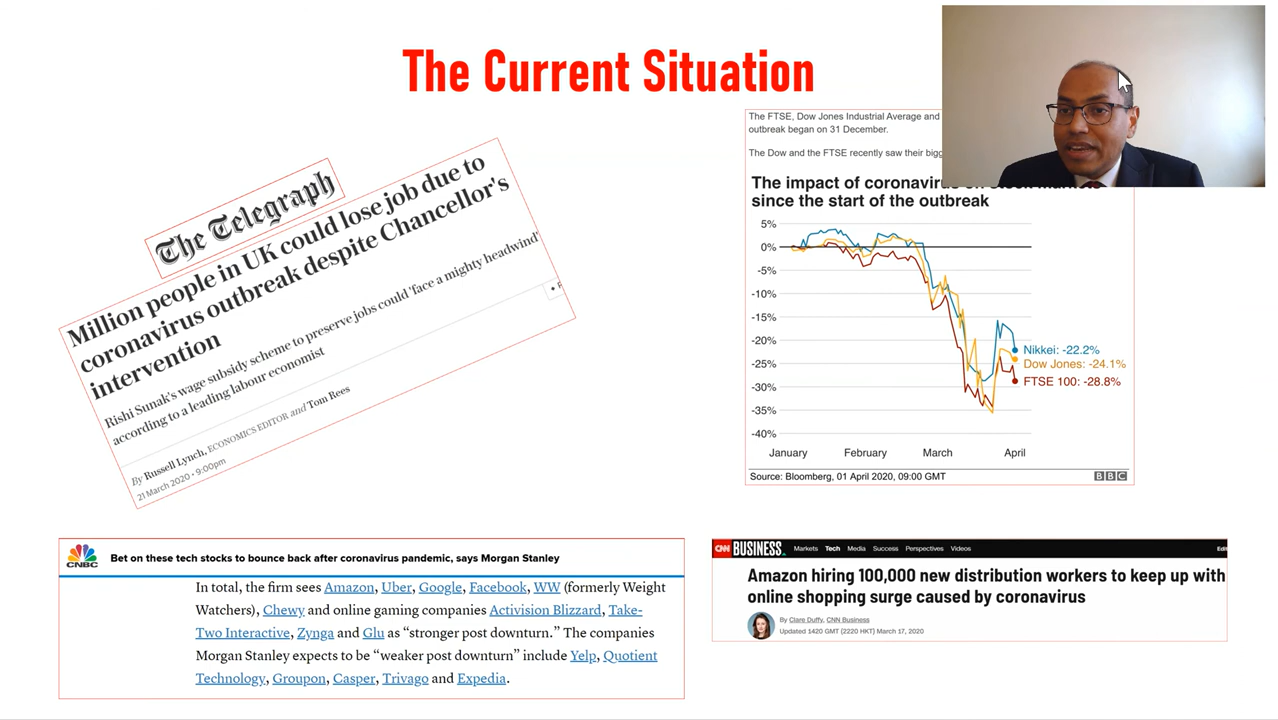 The Current Situation
The Telegraph
Million people in UK could lose job due to
coronavirus outbreak despite Chancellor's
intervention
Rishi Sunak's wage subsidy scheme to preserve jobs could 'face a mighty headwind'
according to a leading labour economist
By Russell Lynch, ECONOMICS EDITOR and Tom Rees
21 March 2020 • 9:00pm
The FTSE, Dow Jones Industrial Average and
outbreak began on 31 December.
The Dow and the FTSE recently saw their
The impact of coronavirus on stock markets
since the start of the outbreak
5%
0%
-5%
-10%
-15%
-20%
-25%
-30%
-35%
-40%
Nikkei: -22.2%
Dow Jones: -24.1%
FTSE 100: -28.8%
January February March April
Source: Bloomberg, 01 April 2020, 09:00 GMT
BBC
CNBC
Bet on these tech stocks to bounce back after coronavirus pandemic, says Morgan Stanley
In total, the firm sees Amazon, Uber, Google, Facebook, WW (formerly Weight
Watchers), Chewy and online gaming companies Activision Blizzard, Take-
Two Interactive, Zynga and Glu as “stronger post downturn.” The companies
Morgan Stanley expects to be “weaker post downturn” include Yelp, Quotient
Technology, Groupon, Casper, Trivago and Expedia.
CNN BUSINESS Markets Tech Media Success Perspectives Videos
Amazon hiring 100,000 new distribution workers to keep up with
online shopping surge caused by coronavirus
By Clare Duffy, CNN Business
Updated 1420 GMT (2220 HKT) March 17, 2020